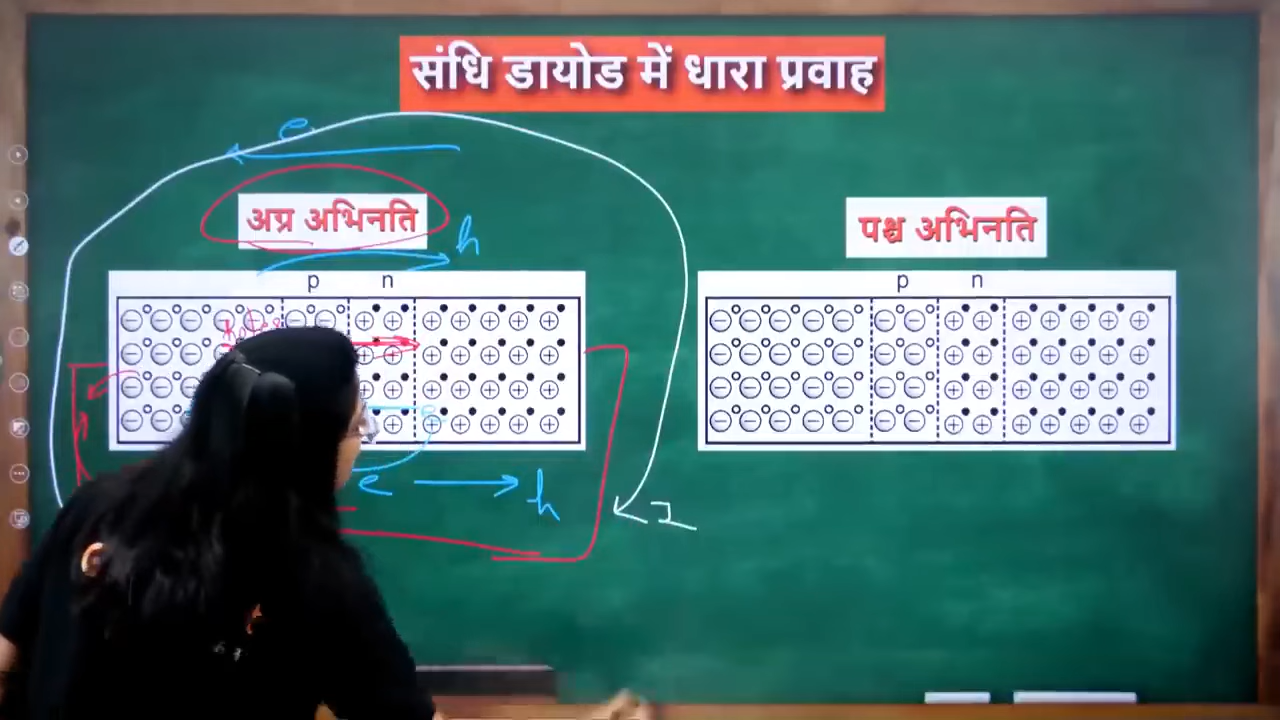 संधि डायोड में धारा प्रवाह
e
अग्र अभिनति
पश्च अभिनति
h
p n
p n
e
h
I